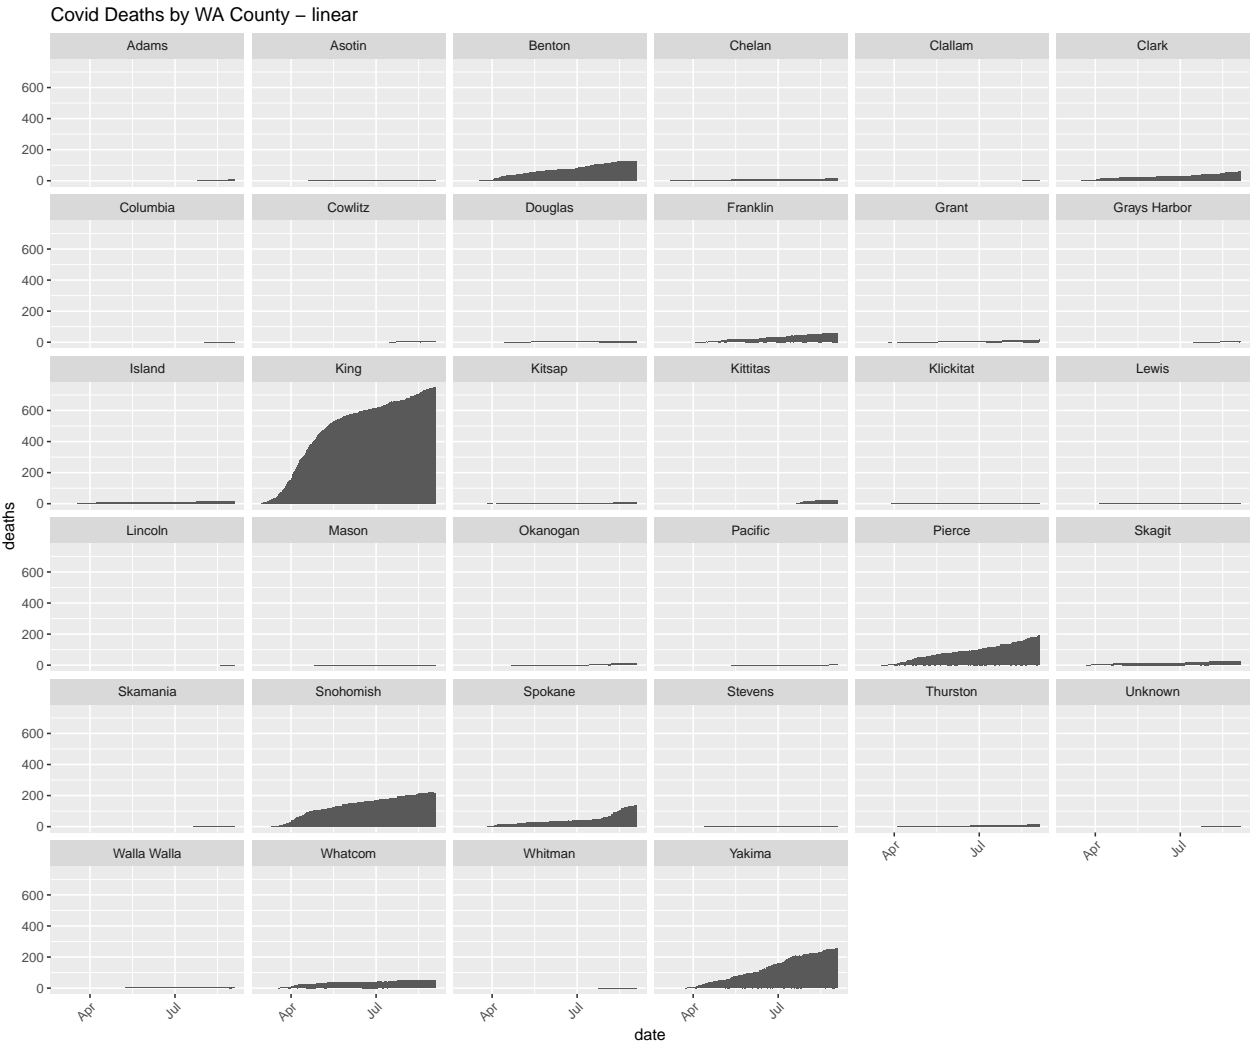 Covid Deaths by WA County – linear
Adams Asotin Benton Chelan Clallam Clark
600
400
200
0
Columbia Cowlitz Douglas Franklin Grant Grays Harbor
600
400
200
0
Island King Kitsap Kittitas Klickitat Lewis
600
400
200
0
deaths
Lincoln Mason Okanogan Pacific Pierce Skagit
600
400
200
0
Skamania Snohomish Spokane Stevens Thurston Unknown
600
400
200
0
Apr Jul Apr Jul
Walla Walla Whatcom Whitman Yakima
600
400
200
0
Apr Jul Apr Jul Apr Jul Apr Jul
date